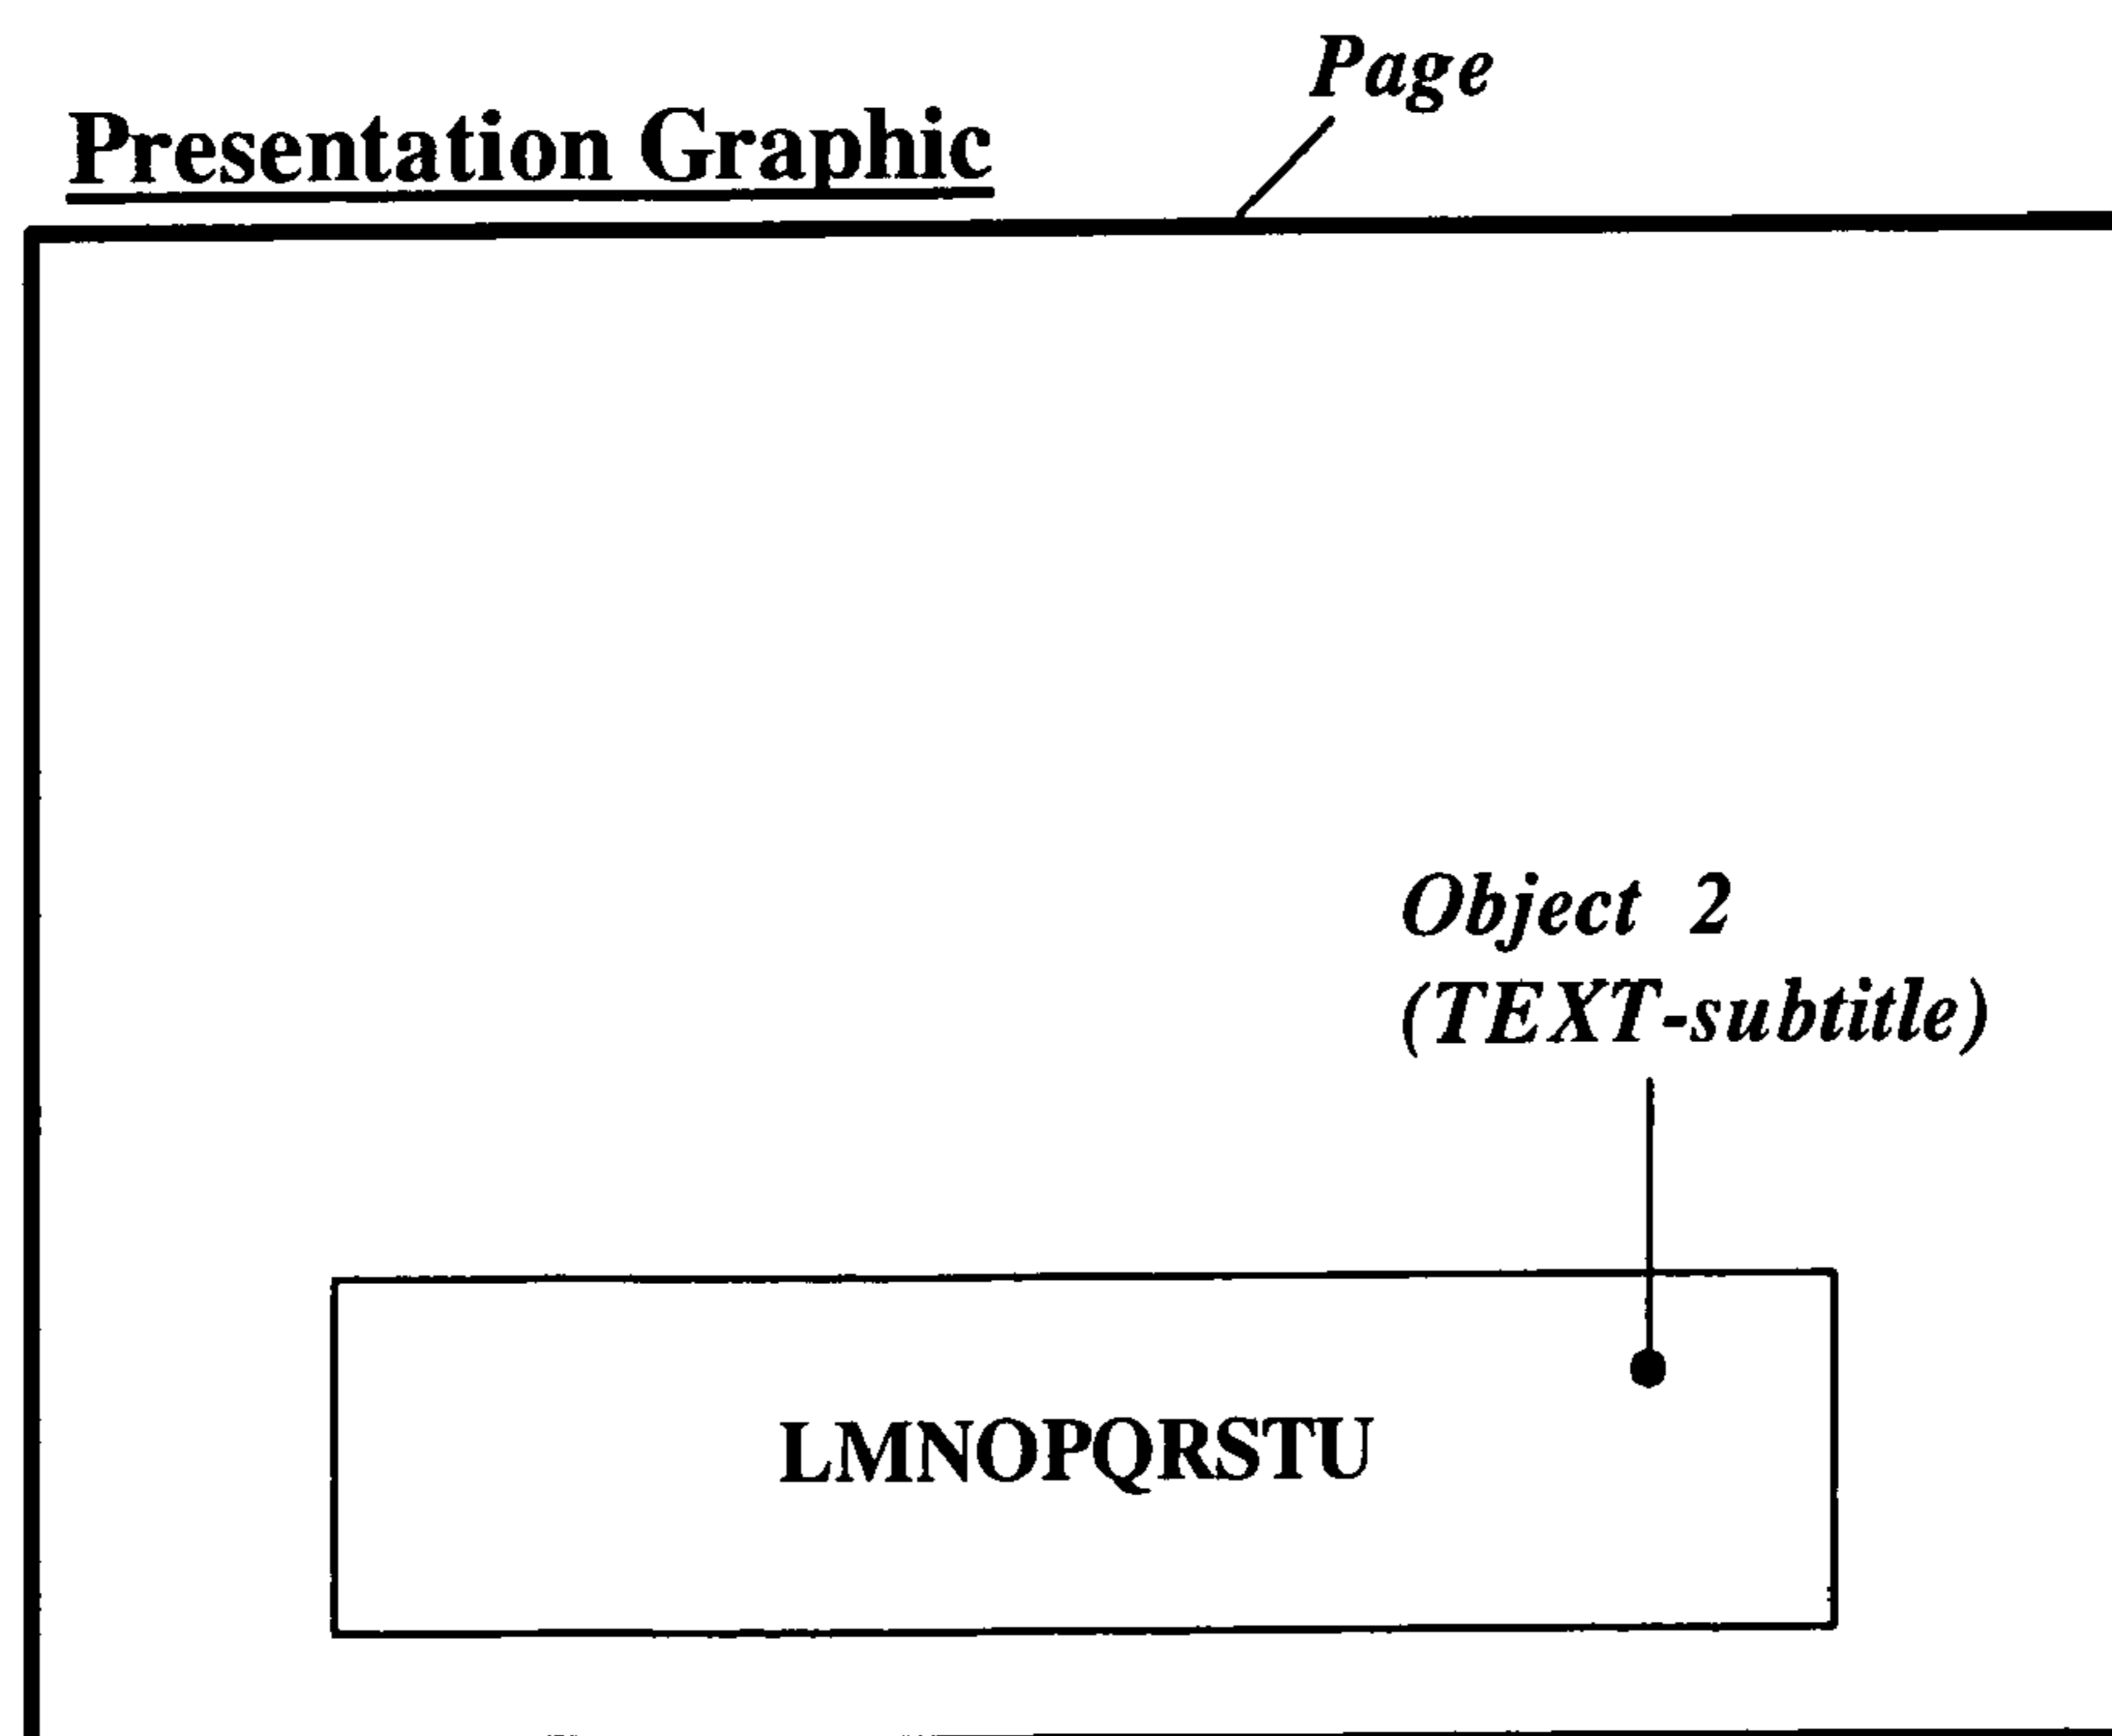 Page
Presentation Graphic
Object 2
(TEXT-subtitle)
LMNOPQRSTU